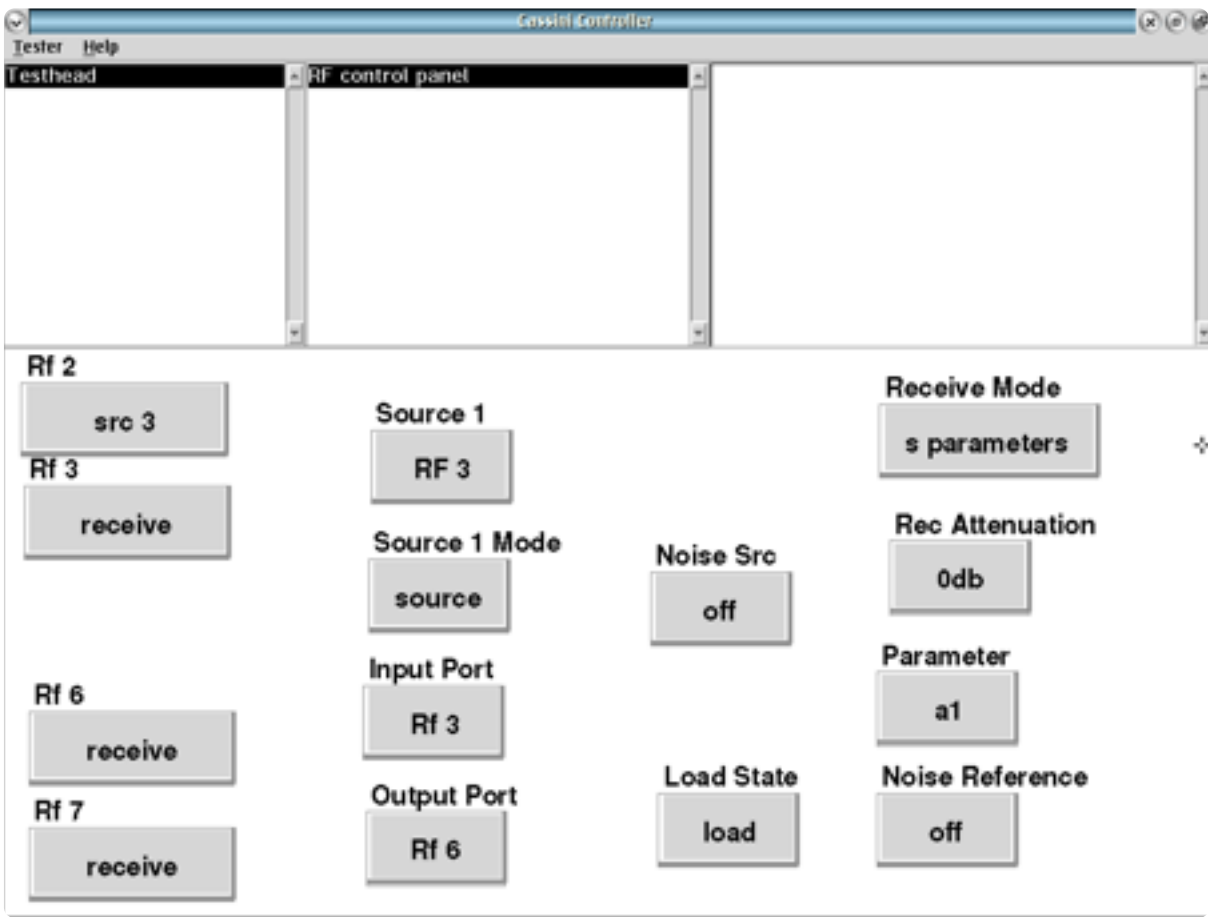 Cassini Controller
Tester Help
Testhead
RF control panel
Rf 2
src 3
Rf 3
receive
Rf 6
receive
Rf 7
receive
Source 1
RF 3
Source 1 Mode
source
Input Port
Rf 3
Output Port
Rf 6
Noise Src
off
Load State
load
Receive Mode
s parameters
Rec Attenuation
0db
Parameter
a1
Noise Reference
off